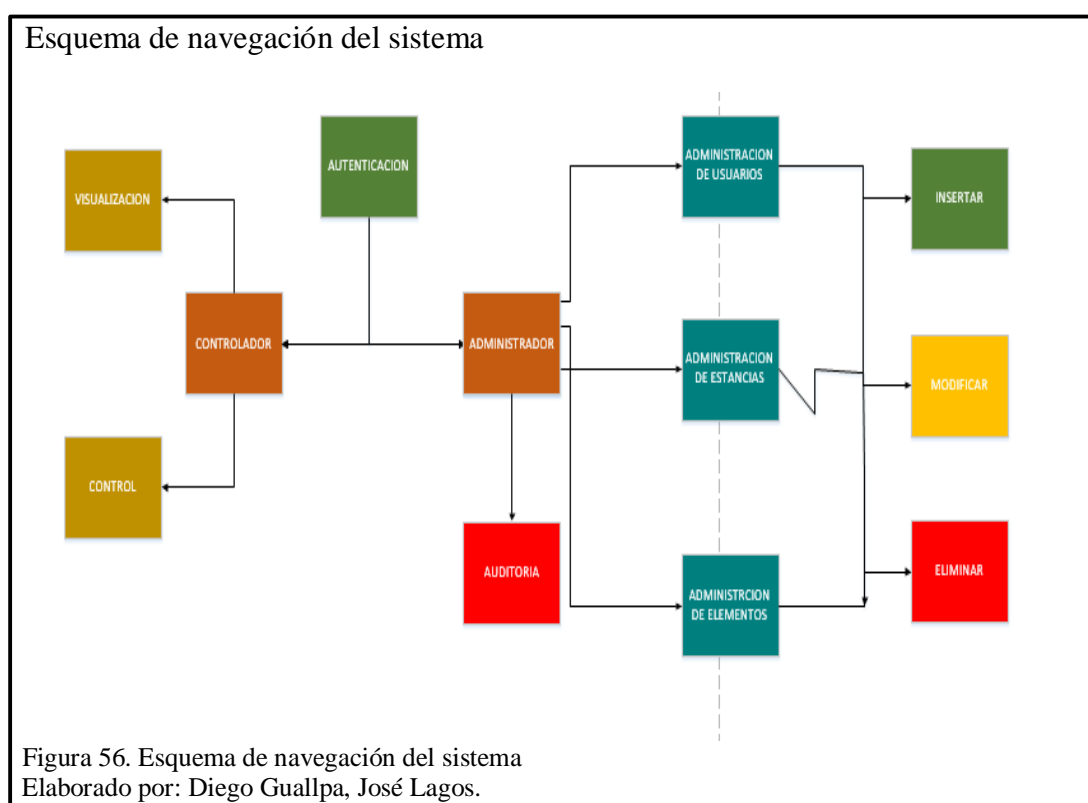 Esquema de navegación del sistema
AUTENTICACION
VISUALIZACION
CONTROLADOR
CONTROL
ADMINISTRADOR
AUDITORIA
ADMINISTRACION
DE USUARIOS
ADMINISTRACION
DE ESTANCIAS
ADMINISTRCION
DE ELEMENTOS
INSERTAR
MODIFICAR
ELIMINAR
Figura 56. Esquema de navegación del sistema
Elaborado por: Diego Guallpa, José Lagos.